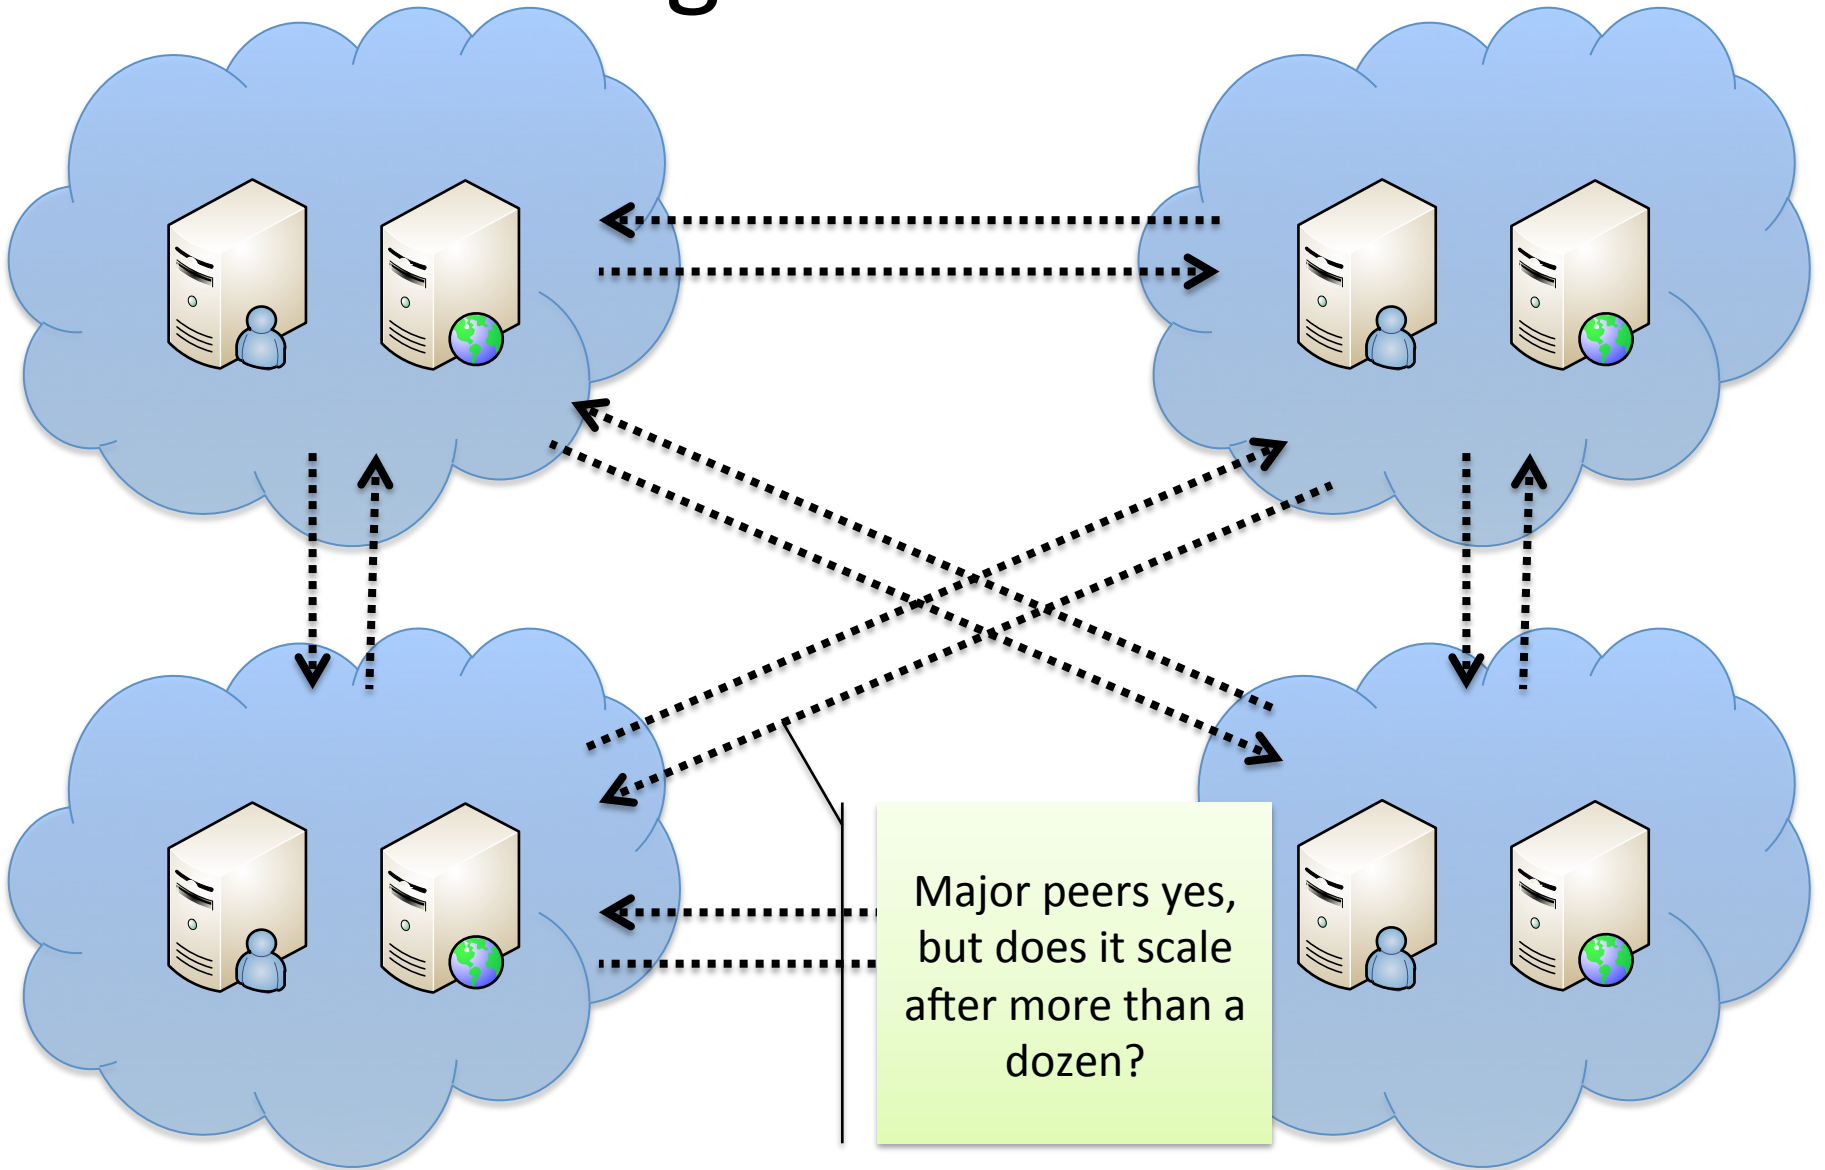 Major peers yes,
but does it scale
after more than a
dozen?